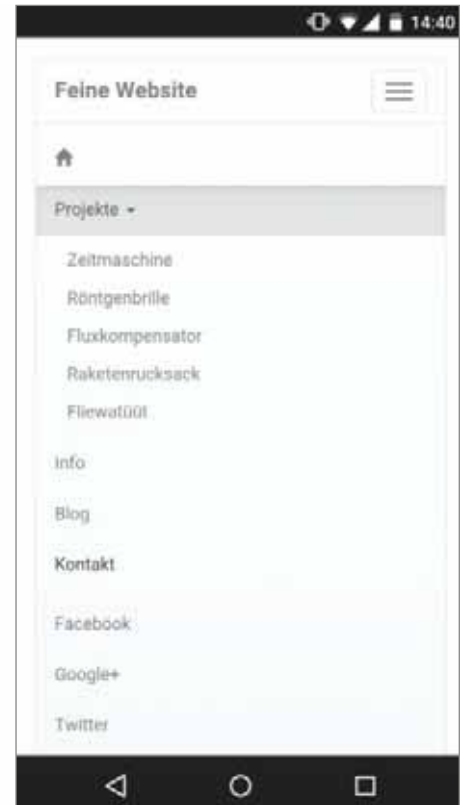 14:40
Feine Website
Projekte
Zeitmaschine
Röntgenbrille
Fluxkompensator
Raketenrucksack
Fliewatüüt
Info
Blog
Kontakt
Facebook
Google+
Twitter